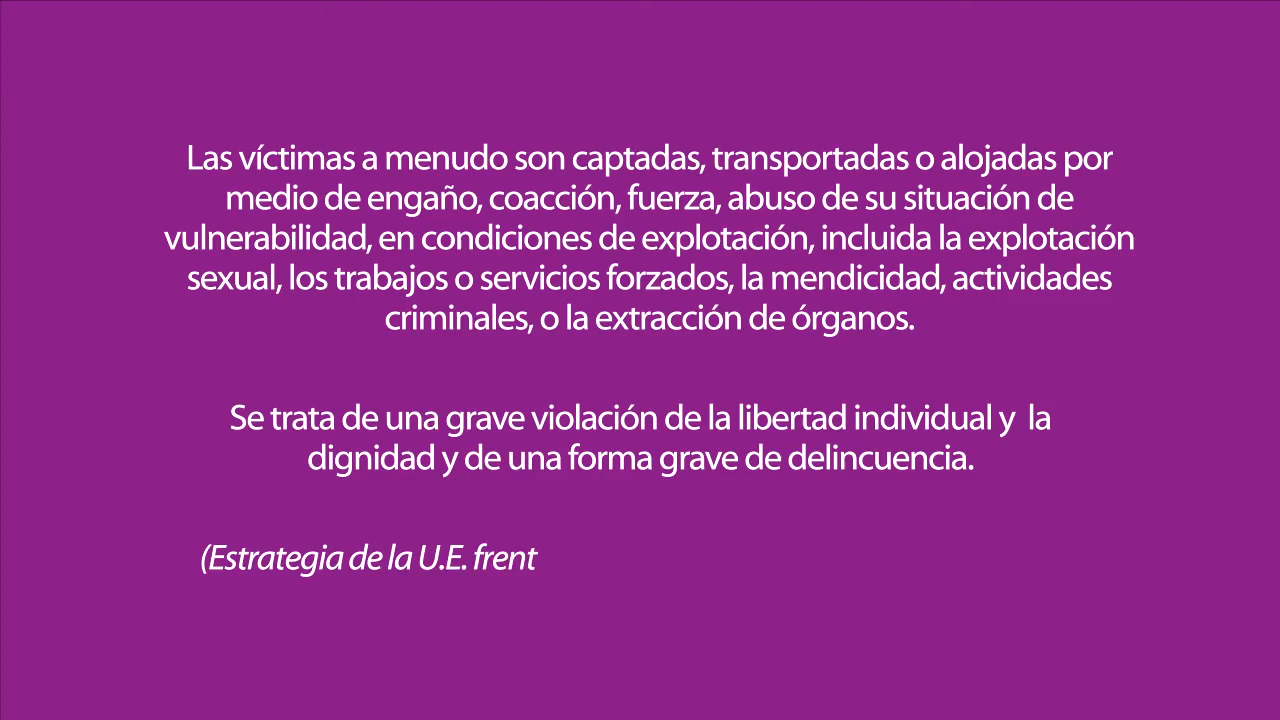 Las víctimas a menudo son captadas, transportadas o alojadas por
medio de engaño, coacción, fuerza, abuso de su situación de
vulnerabilidad, en condiciones de explotación, incluida la explotación
sexual, los trabajos o servicios forzados, la mendicidad, actividades
criminales, o la extracción de órganos.
Se trata de una grave violación de la libertad individual y  la
dignidad y de una forma grave de delincuencia.
(Estrategia de la U.E. frent